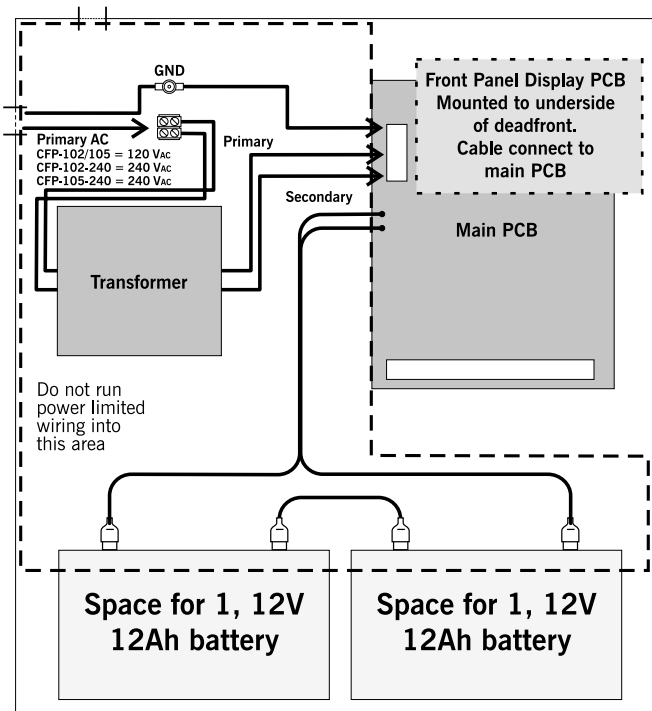 GND
Front Panel Display PCB
Mounted to underside
of deadfront.
Cable connect to
main PCB
Primary AC
CFP-102/105 = 120 VAC
CFP-102-240 = 240 VAC
CFP-105-240 = 240 VAC
Primary
Secondary
Main PCB
Transformer
Do not run
power limited
wiring into
this area
Space for 1, 12V
12Ah battery
Space for 1, 12V
12Ah battery